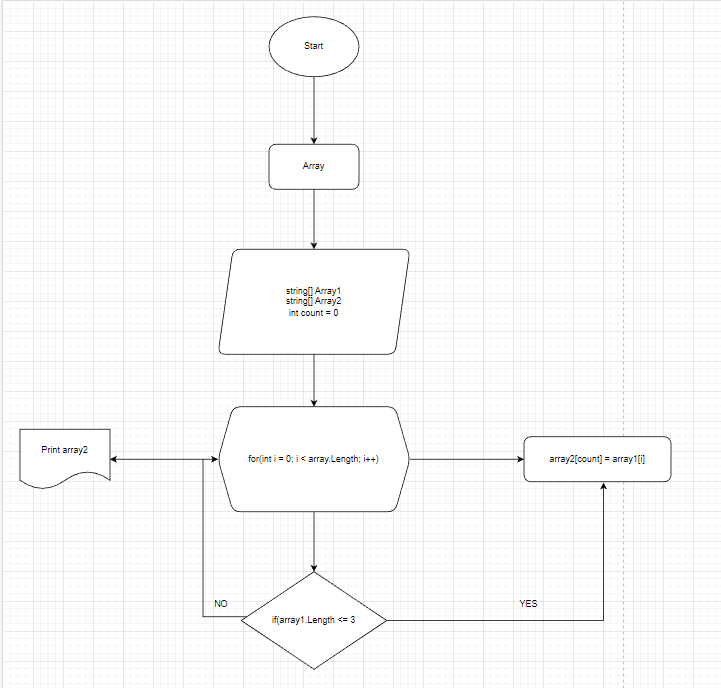 Start
Array
string[] Array1
string[] Array2
int count = 0
Print array2
for(int i = 0; i < array.Length; i++)
array2[count] = array1[i]
NO
YES
if(array1.Length <= 3